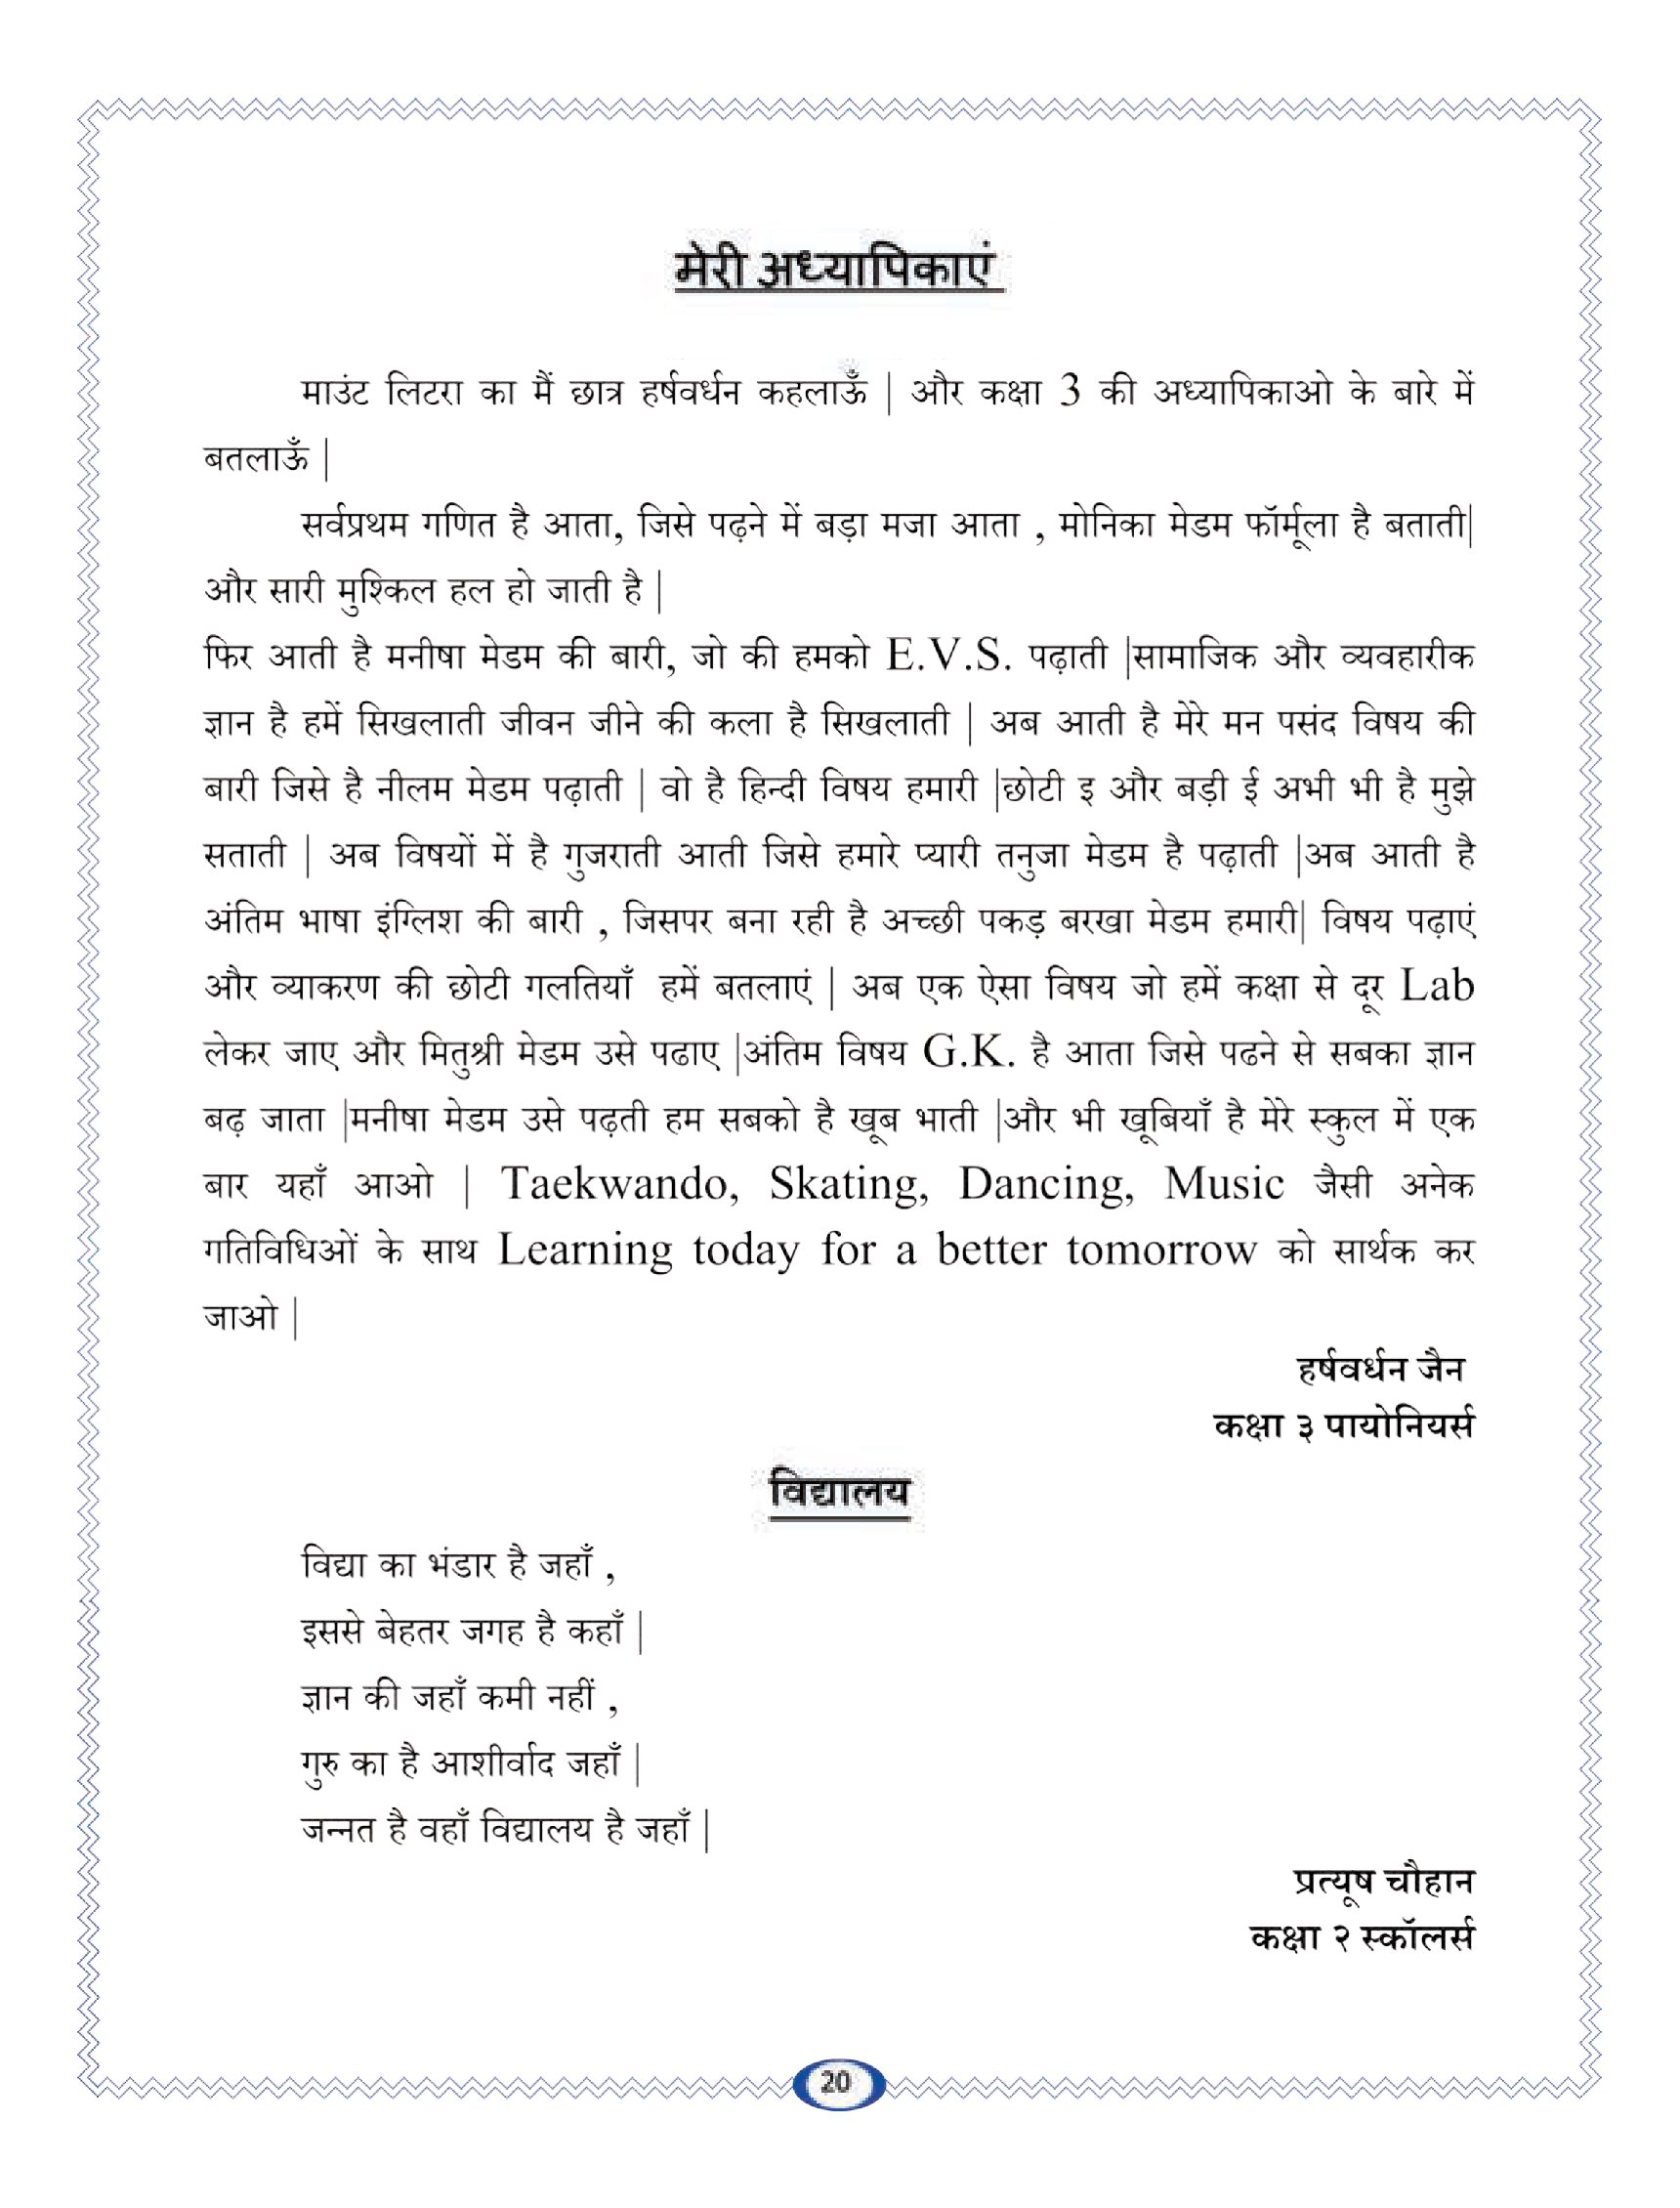 मेरी अध्यापिकाएं
माउंट लिटरा का मैं छात्र हर्षवर्धन कहलाऊँ | और कक्षा 3 की अध्यापिकाओ के बारे में
बतलाऊँ |
सर्वप्रथम गणित है आता, जिसे पढ़ने में बड़ा मजा आता , मोनिका मेडम फॉर्मूला है बताती|
और सारी मुश्किल हल हो जाती है |
फिर आती है मनीषा मेडम की बारी, जो की हमको E.V.S. पढ़ाती |सामाजिक और व्यवहारीक
ज्ञान है हमें सिखलाती जीवन जीने की कला है सिखलाती | अब आती है मेरे मन पसंद विषय की
बारी जिसे है नीलम मेडम पढ़ाती | वो है हिन्दी विषय हमारी |छोटी इ और बड़ी ई अभी भी है मुझे
सताती | अब विषयों में है गुजराती आती जिसे हमारे प्यारी तनुजा मेडम है पढ़ाती |अब आती है
अंतिम भाषा इंग्लिश की बारी , जिसपर बना रही है अच्छी पकड़ बरखा मेडम हमारी| विषय पढ़ाएं
और व्याकरण की छोटी गलतियाँ हमें बतलाएं | अब एक ऐसा विषय जो हमें कक्षा से दूर Lab
लेकर जाए और मितुश्री मेडम उसे पढाए |अंतिम विषय G.K. है आता जिसे पढने से सबका ज्ञान
बढ़ जाता |मनीषा मेडम उसे पढ़ती हम सबको है खूब भाती |और भी खूबियाँ है मेरे स्कुल में एक
बार यहाँ आओ | Taekwando, Skating, Dancing, Music जैसी अनेक
गतिविधिओं के साथ Learning today for a better tomorrow को सार्थक कर
जाओ |
हर्षवर्धन जैन
कक्षा ३ पायोनियर्स
विद्यालय
विद्या का भंडार है जहाँ ,
इससे बेहतर जगह है कहाँ |
ज्ञान की जहाँ कमी नहीं ,
गुरु का है आशीर्वाद जहाँ |
जन्नत है वहाँ विद्यालय है जहाँ |
प्रत्यूष चौहान
कक्षा २ स्कॉलर्स
20